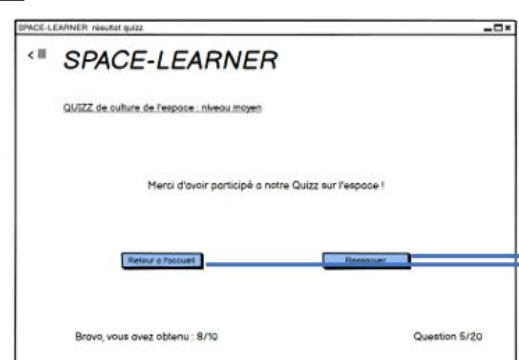 SPACE-LEARNER résultat quizz
SPACE-LEARNER
QUIZZ de culture de l'espace : niveau moyen
Merci d'avoir participé a notre Quizz sur l'espace !
Retour a l'accueil
Reessayer
Bravo, vous avez obtenu : 8/10
Question 5/20